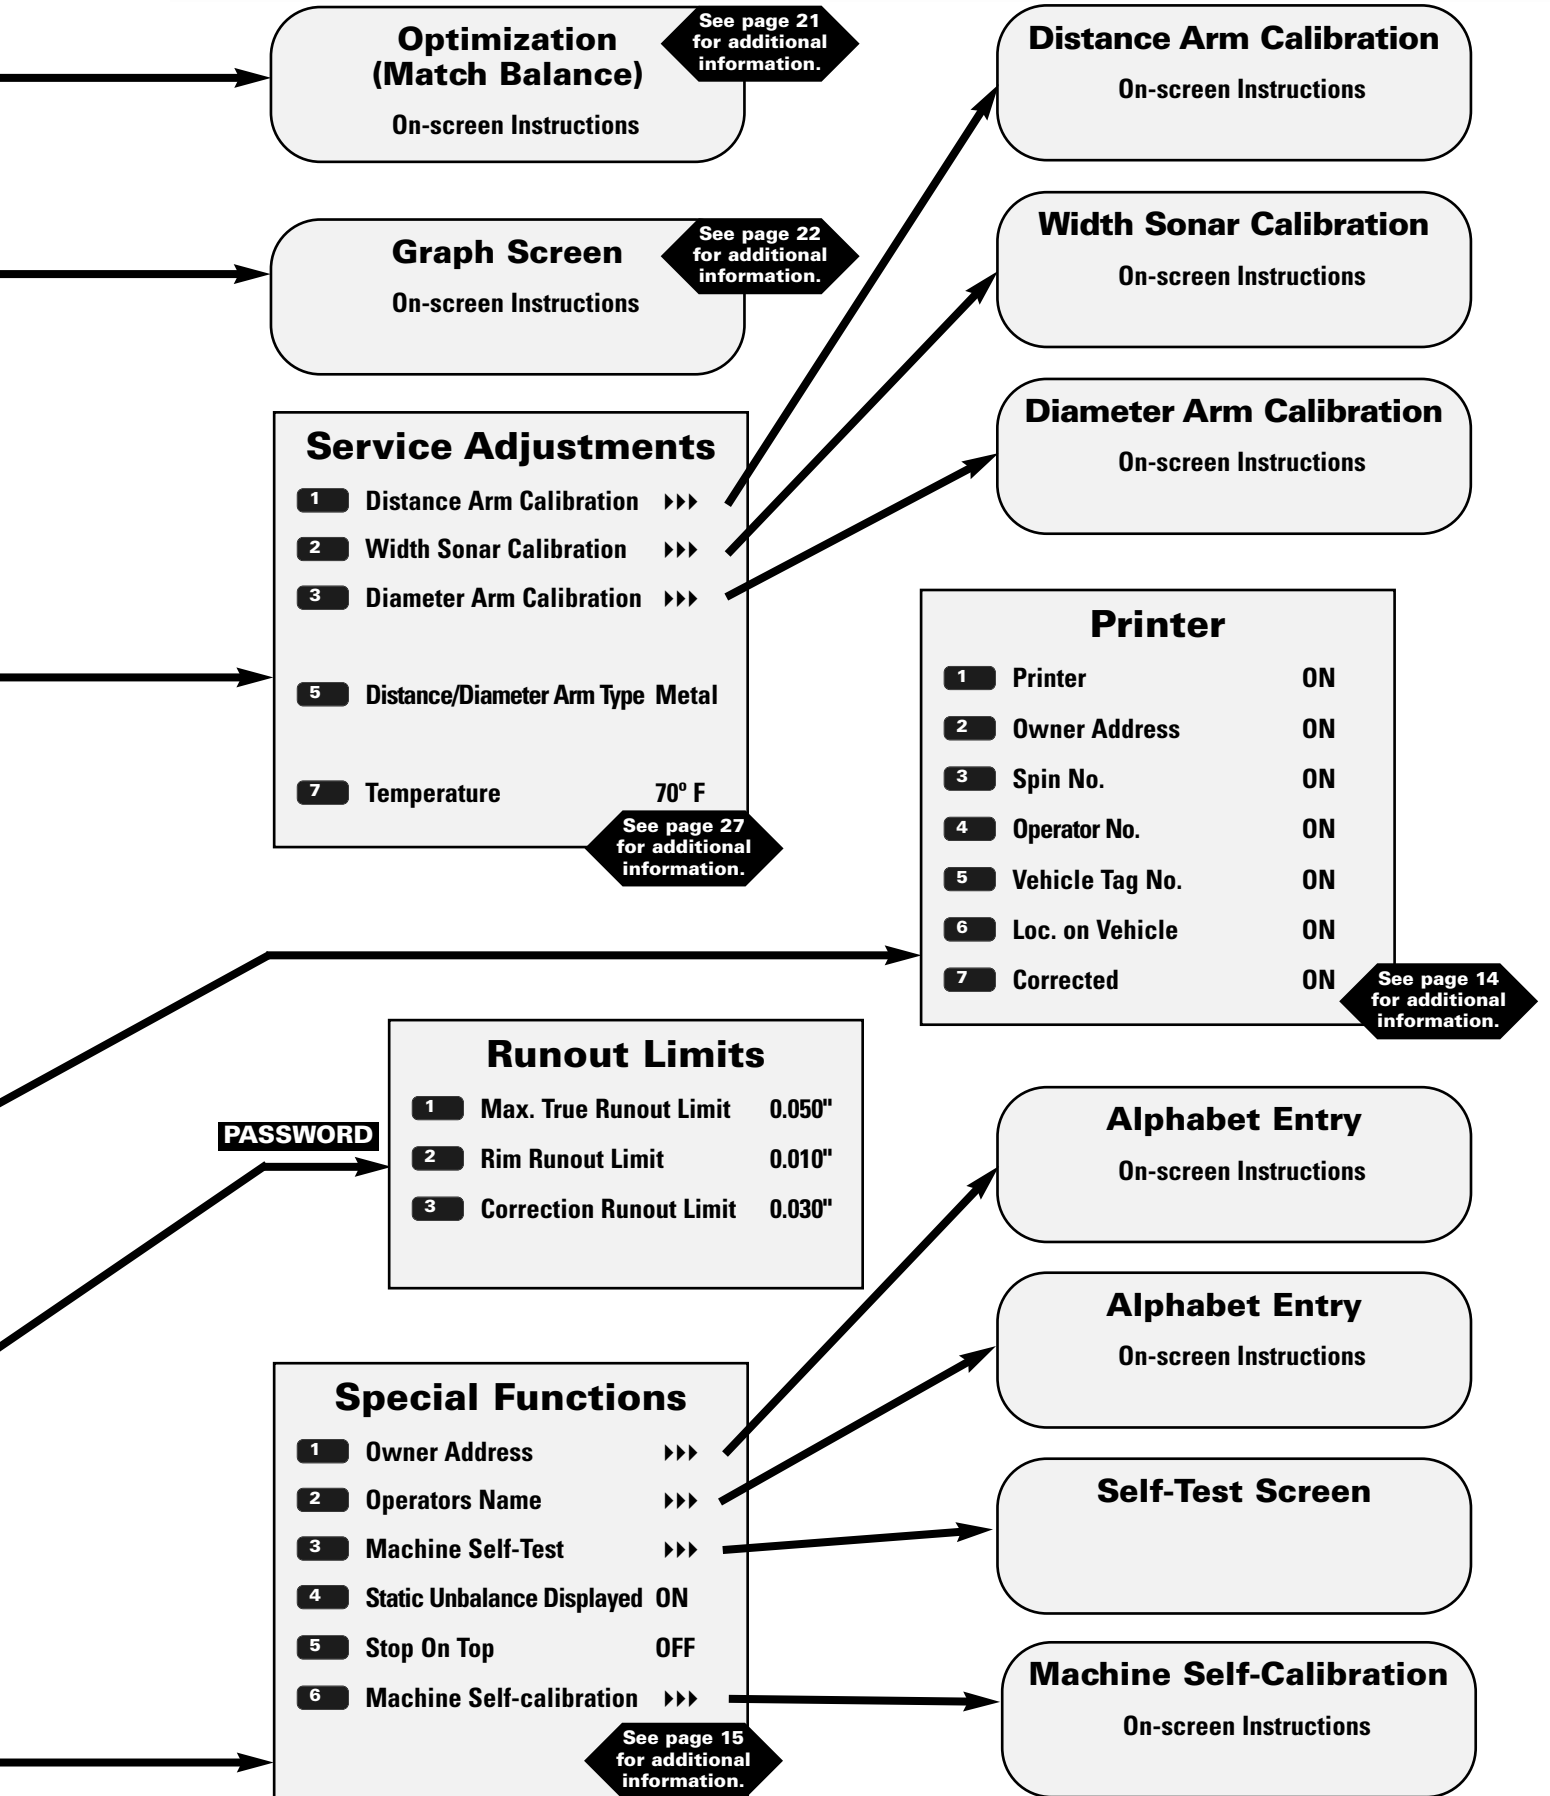 Optimization
(Match Balance)
On-screen Instructions
See page 21
for additional
information.
Distance Arm Calibration
On-screen Instructions
Graph Screen
On-screen Instructions
See page 22
for additional
information.
Width Sonar Calibration
On-screen Instructions
Diameter Arm Calibration
On-screen Instructions
Service Adjustments
1 Distance Arm Calibration
2 Width Sonar Calibration
3 Diameter Arm Calibration
5 Distance/Diameter Arm Type Metal
7 Temperature 70º F
See page 27
for additional
information.
Printer
1 Printer ON
2 Owner Address ON
3 Spin No. ON
4 Operator No. ON
5 Vehicle Tag No. ON
6 Loc. on Vehicle ON
7 Corrected ON
See page 14
for additional
information.
PASSWORD
Runout Limits
1 Max. True Runout Limit 0.050"
2 Rim Runout Limit 0.010"
3 Correction Runout Limit 0.030"
Alphabet Entry
On-screen Instructions
Alphabet Entry
On-screen Instructions
Special Functions
1 Owner Address
2 Operators Name
3 Machine Self-Test
4 Static Unbalance Displayed ON
5 Stop On Top OFF
6 Machine Self-calibration
See page 15
for additional
information.
Self-Test Screen
Machine Self-Calibration
On-screen Instructions